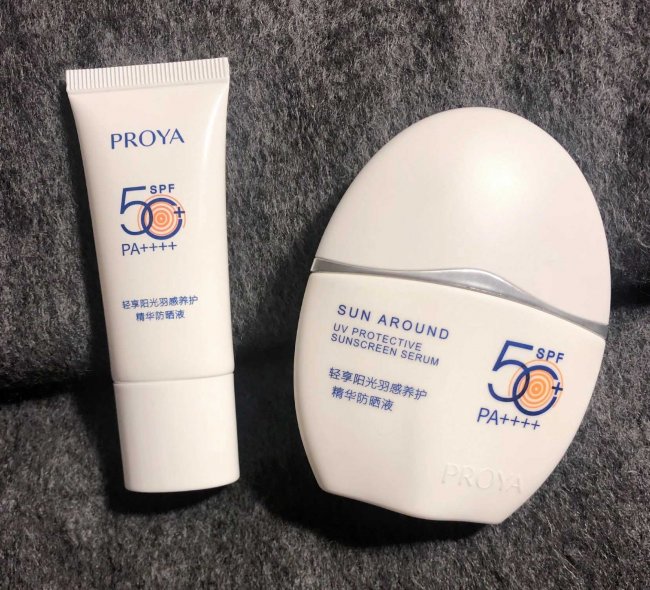 PROYA
SPF
50+
PA++++
轻享阳光羽感养护
精华防晒液
SUN AROUND
UV PROTECTIVE
SUNSCREEN SERUM
SPF
50+
PA++++
轻享阳光羽感养护
精华防晒液
PROYA